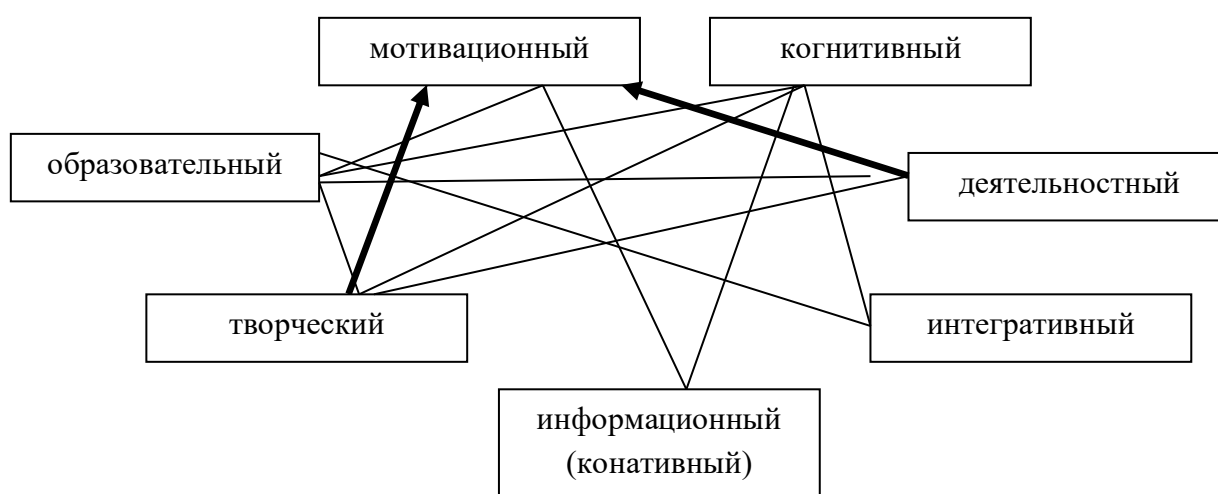 мотивационный
когнитивный
образовательный
деятельностный
творческий
интегративный
информационный
(конативный)